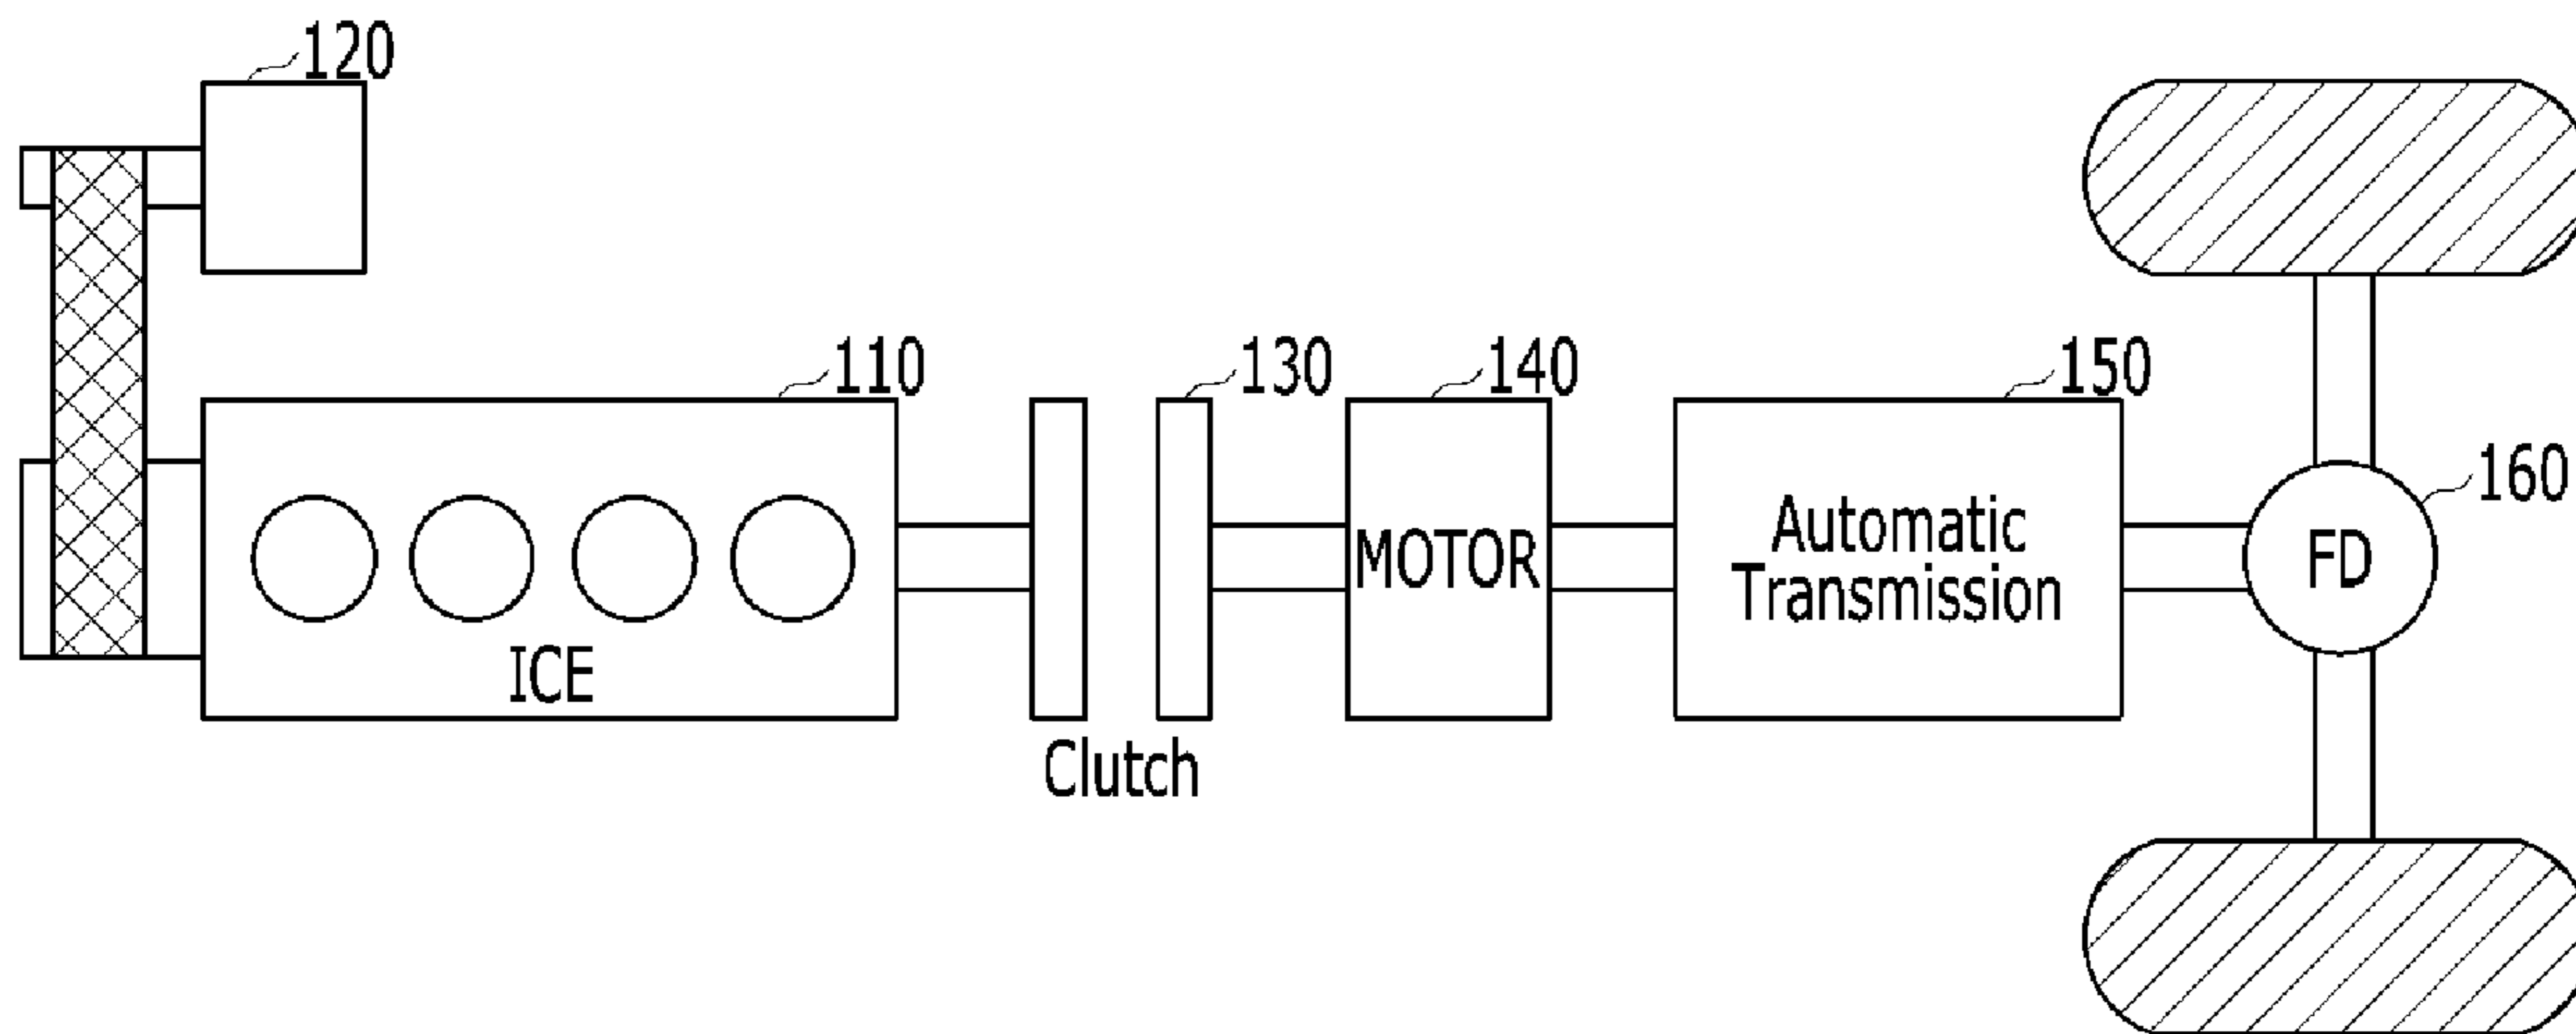 120
110
130
140
150
160
ICE
Clutch
MOTOR
Automatic
Transmission
FD